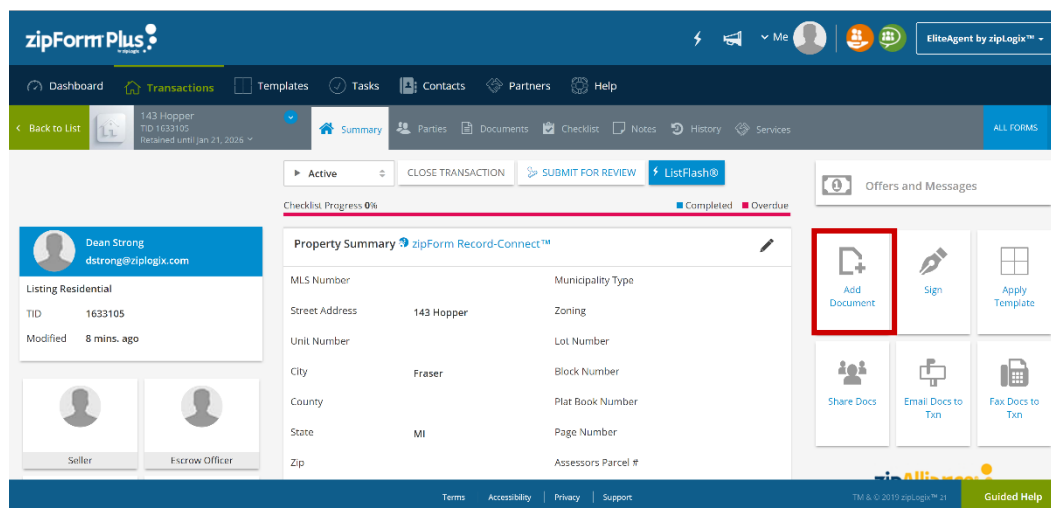 zipForm Plus
by zipLogix
Me
EliteAgent by zipLogix™
Dashboard
Transactions
Templates
Tasks
Contacts
Partners
Help
Back to List
143 Hopper
TID 1633105
Retained until Jan 21, 2026
Summary
Parties
Documents
Checklist
Notes
History
Services
ALL FORMS
Active
CLOSE TRANSACTION
SUBMIT FOR REVIEW
ListFlash®
Checklist Progress 0%
Completed
Overdue
Offers and Messages
Dean Strong
dstrong@ziplogix.com
Listing Residential
TID 1633105
Modified 8 mins. ago
Seller
Escrow Officer
Property Summary zipForm Record-Connect™
MLS Number
Municipality Type
Street Address 143 Hopper
Zoning
Unit Number
Lot Number
City Fraser
Block Number
County
Plat Book Number
State MI
Page Number
Zip
Assessors Parcel #
Add
Document
Sign
Apply
Template
Share Docs
Email Docs to
Txn
Fax Docs to
Txn
Terms
Accessibility
Privacy
Support
TM & © 2019 zipLogix™ 21
Guided Help